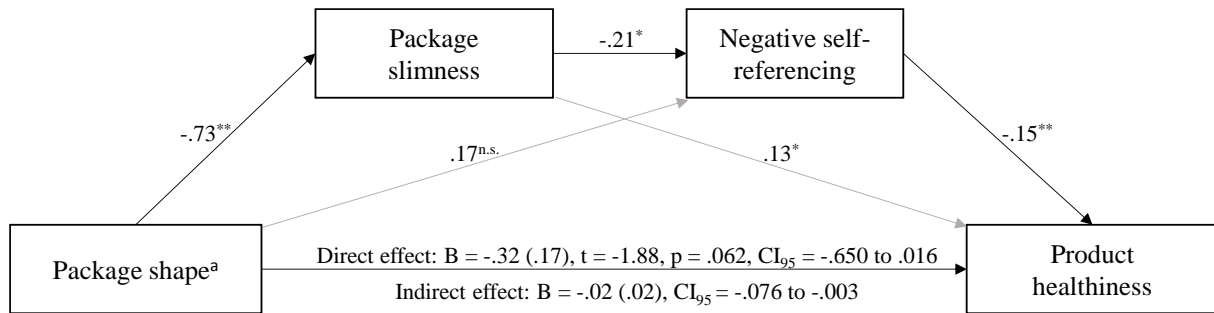 Package
slimness
-.21*
Negative self-
referencing
-.73**
.17n.s.
.13*
-.15**
Package shapeᵃ
Direct effect: B = -.32 (.17), t = -1.88, p = .062, CI₉₅ = -.650 to .016
Indirect effect: B = -.02 (.02), CI₉₅ = -.076 to -.003
Product
healthiness